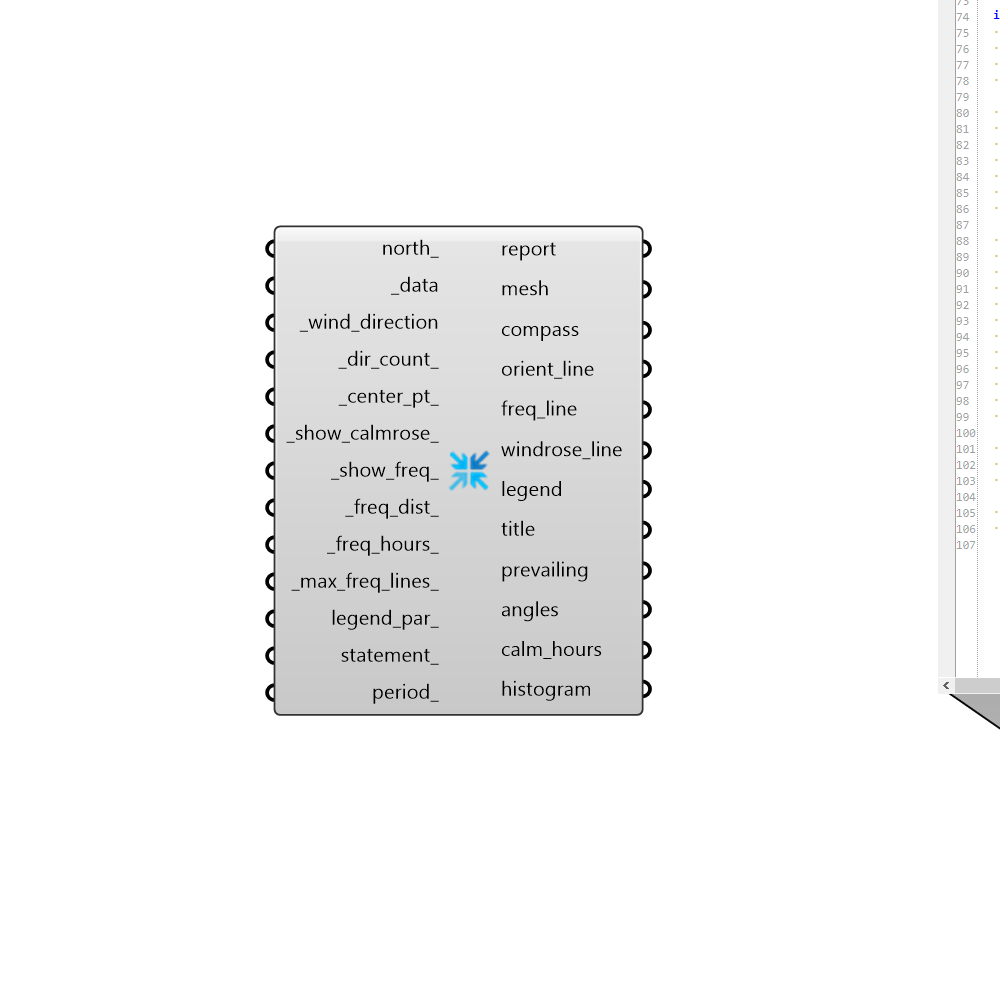 north_
_data
_wind_direction
_dir_count_
_center_pt_
_show_calmrose_
_show_freq_
_freq_dist_
_freq_hours_
_max_freq_lines_
legend_par_
statement_
period_
report
mesh
compass
orient_line
freq_line
windrose_line
legend
title
prevailing
angles
calm_hours
histogram
73
74 i
75
76
77
78
79
80
81
82
83
84
85
86
87
88
89
90
91
92
93
94
95
96
97
98
99
100
101
102
103
104
105
106
107